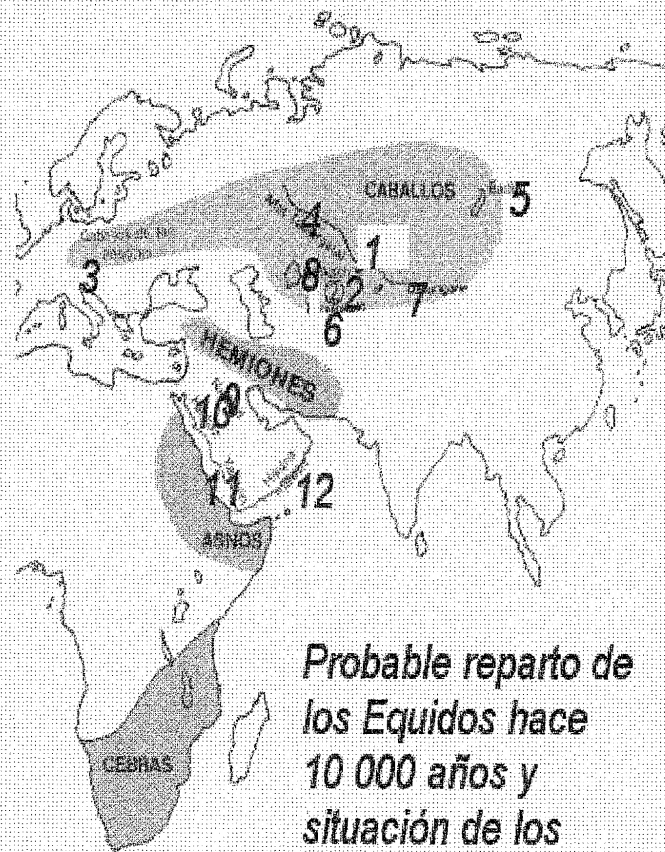 CABALLOS
5
4
1
3
8
2
7
6
HEMIONES
9
10
11
12
ASNOS
CEBRAS
Probable reparto de
los Equidos hace
10 000 años y
situación de los